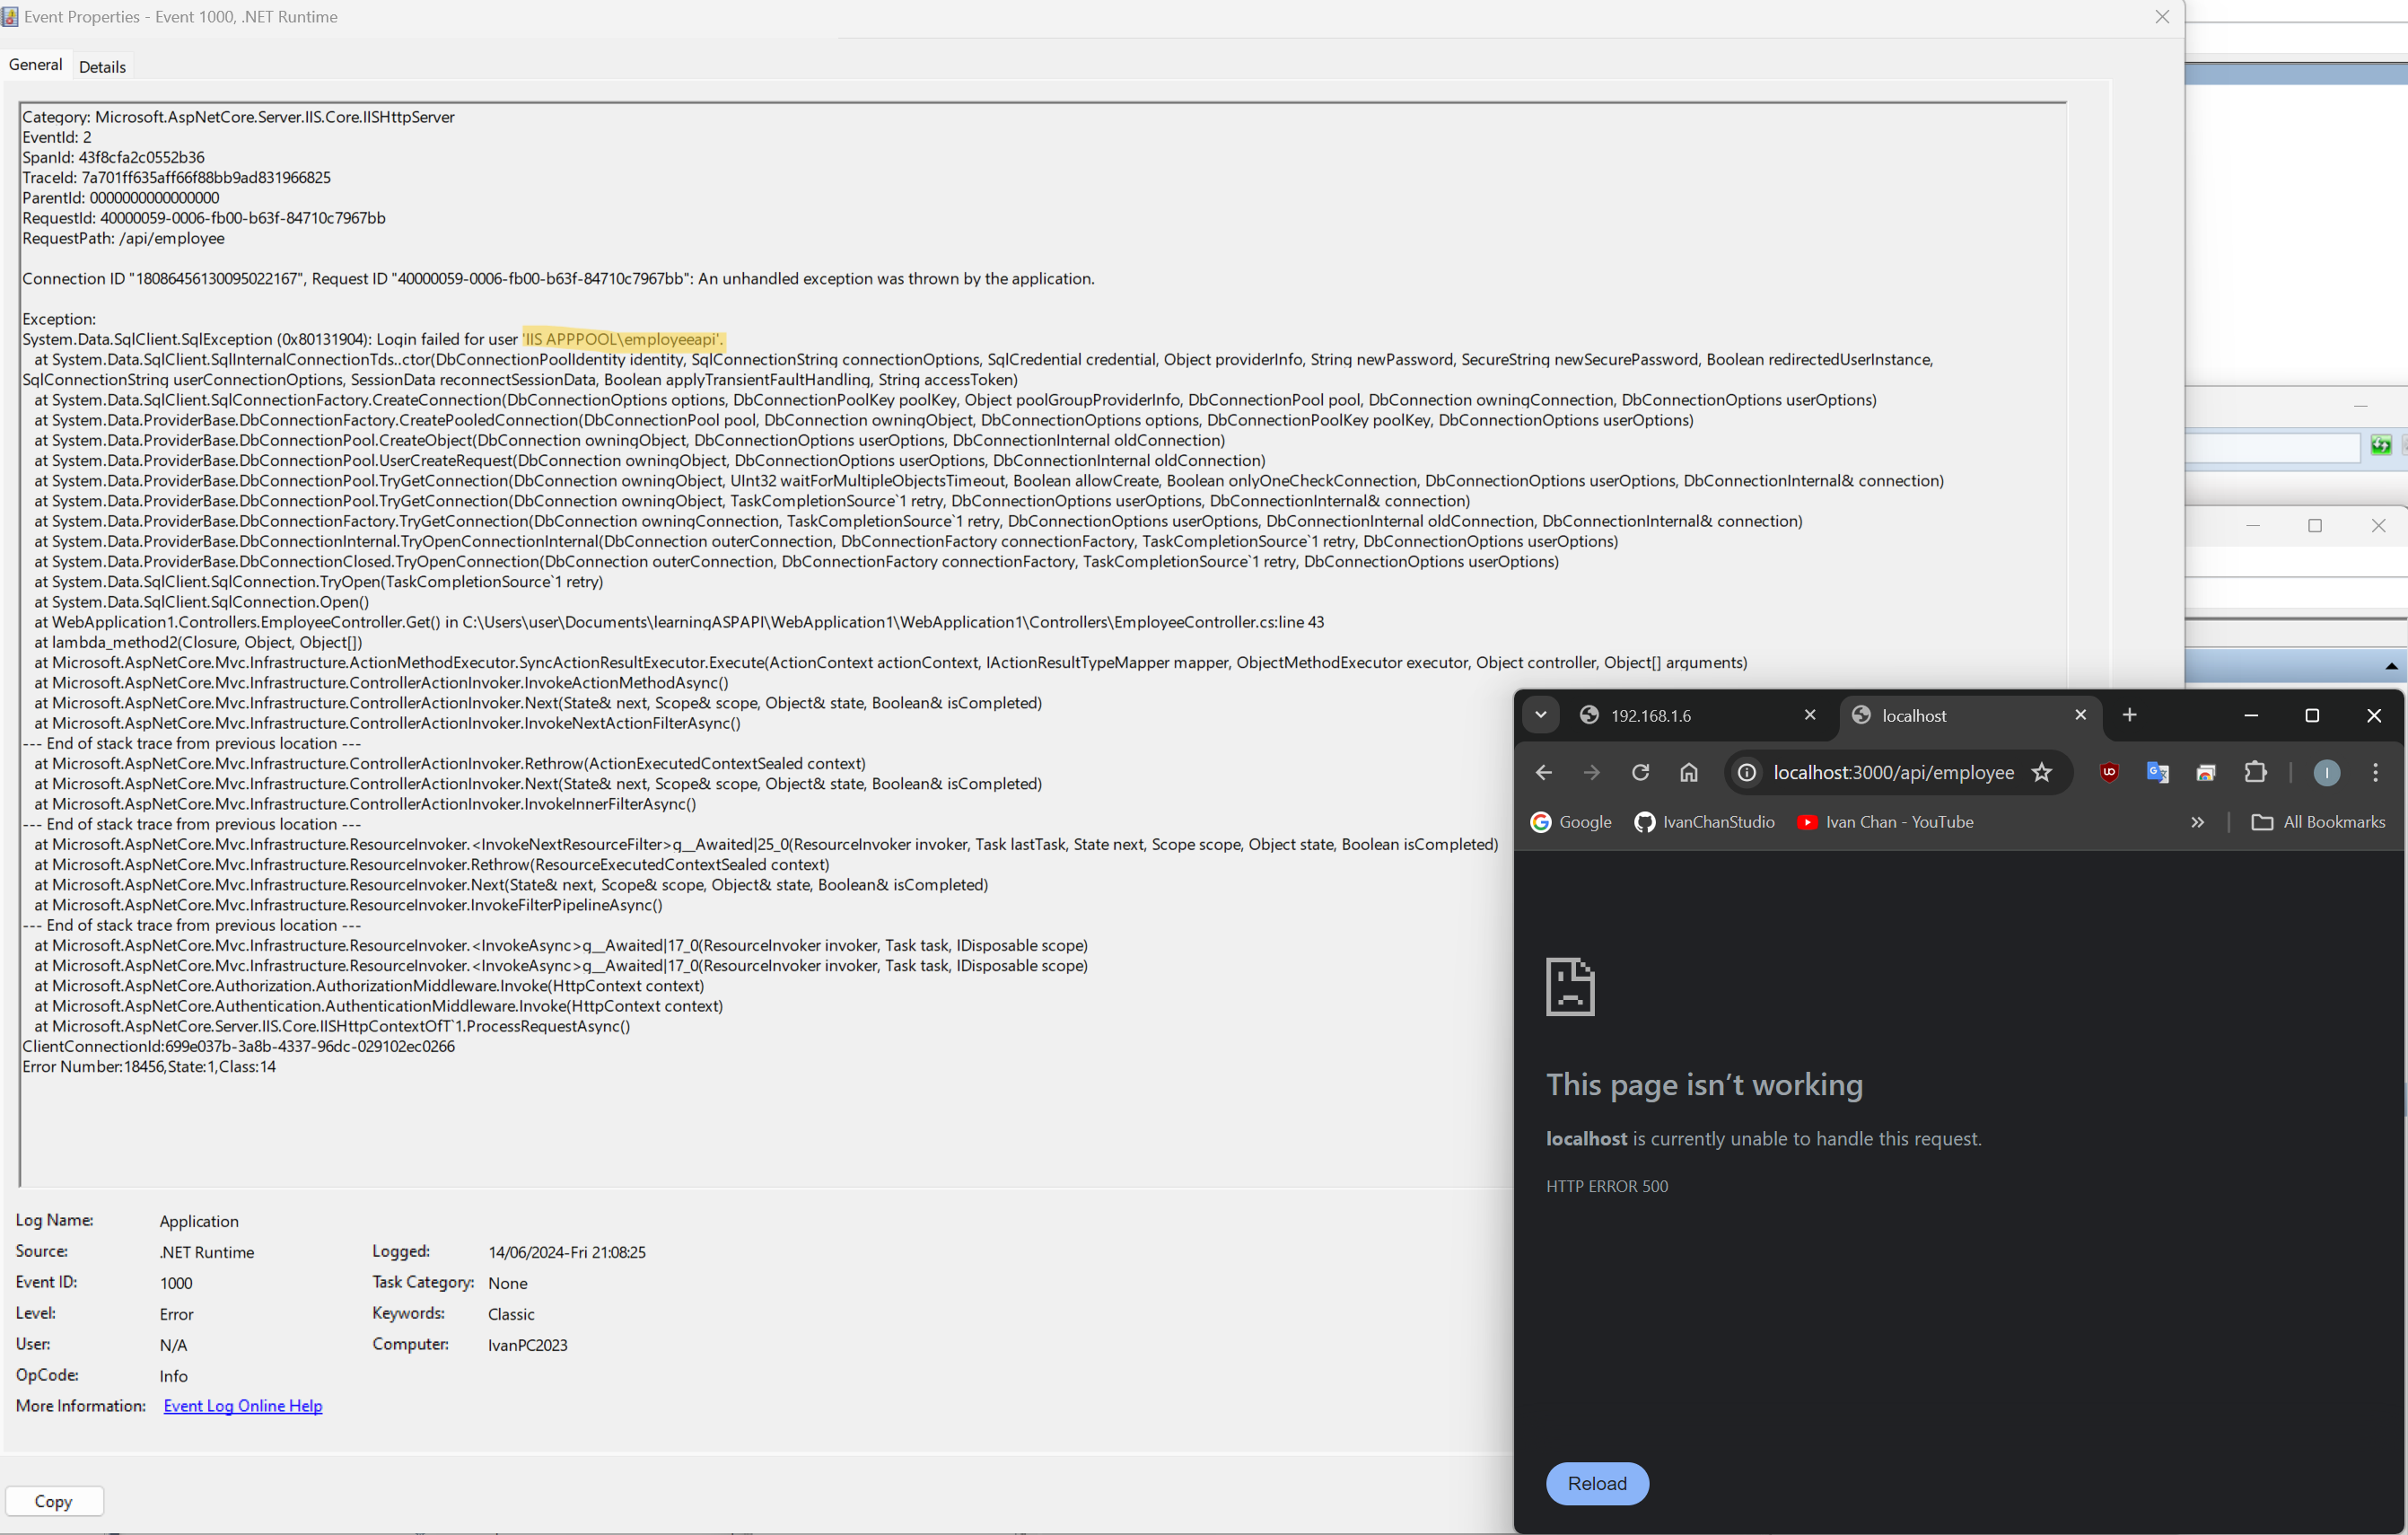 Event Properties - Event 1000, .NET Runtime
General
Details
Category: Microsoft.AspNetCore.Server.IIS.Core.IISHttpServer
EventId: 2
SpanId: 43f8cfa2c0552b36
TraceId: 7a701ff635aff66f88bb9ad831966825
ParentId: 0000000000000000
RequestId: 40000059-0006-fb00-b63f-84710c7967bb
RequestPath: /api/employee
Connection ID "18086456130095022167", Request ID "40000059-0006-fb00-b63f-84710c7967bb": An unhandled exception was thrown by the application.
Exception:
System.Data.SqlClient.SqlException (0x80131904): Login failed for user 'IIS APPPOOL\employeeapi'.
at System.Data.SqlClient.SqlInternalConnectionTds..ctor(DbConnectionPoolIdentity identity, SqlConnectionString connectionOptions, SqlCredential credential, Object providerInfo, String newPassword, SecureString newSecurePassword, Boolean redirectedUserInstance,
SqlConnectionString userConnectionOptions, SessionData reconnectSessionData, Boolean applyTransientFaultHandling, String accessToken)
at System.Data.SqlClient.SqlConnectionFactory.CreateConnection(DbConnectionOptions options, DbConnectionPoolKey poolKey, Object poolGroupProviderInfo, DbConnectionPool pool, DbConnection owningConnection, DbConnectionOptions userOptions)
at System.Data.ProviderBase.DbConnectionFactory.CreatePooledConnection(DbConnectionPool pool, DbConnection owningObject, DbConnectionOptions options, DbConnectionPoolKey poolKey, DbConnectionOptions userOptions)
at System.Data.ProviderBase.DbConnectionPool.CreateObject(DbConnection owningObject, DbConnectionOptions userOptions, DbConnectionInternal oldConnection)
at System.Data.ProviderBase.DbConnectionPool.UserCreateRequest(DbConnection owningObject, DbConnectionOptions userOptions, DbConnectionInternal oldConnection)
at System.Data.ProviderBase.DbConnectionPool.TryGetConnection(DbConnection owningObject, UInt32 waitForMultipleObjectsTimeout, Boolean allowCreate, Boolean onlyOneCheckConnection, DbConnectionOptions userOptions, DbConnectionInternal& connection)
at System.Data.ProviderBase.DbConnectionPool.TryGetConnection(DbConnection owningObject, TaskCompletionSource`1 retry, DbConnectionOptions userOptions, DbConnectionInternal& connection)
at System.Data.ProviderBase.DbConnectionFactory.TryGetConnection(DbConnection owningConnection, TaskCompletionSource`1 retry, DbConnectionOptions userOptions, DbConnectionInternal oldConnection, DbConnectionInternal& connection)
at System.Data.ProviderBase.DbConnectionInternal.TryOpenConnectionInternal(DbConnection outerConnection, DbConnectionFactory connectionFactory, TaskCompletionSource`1 retry, DbConnectionOptions userOptions)
at System.Data.ProviderBase.DbConnectionClosed.TryOpenConnection(DbConnection outerConnection, DbConnectionFactory connectionFactory, TaskCompletionSource`1 retry, DbConnectionOptions userOptions)
at System.Data.SqlClient.SqlConnection.TryOpen(TaskCompletionSource`1 retry)
at System.Data.SqlClient.SqlConnection.Open()
at WebApplication1.Controllers.EmployeeController.Get() in C:\Users\user\Documents\learningASPAPI\WebApplication1\WebApplication1\Controllers\EmployeeController.cs:line 43
at lambda_method2(Closure, Object, Object[])
at Microsoft.AspNetCore.Mvc.Infrastructure.ActionMethodExecutor.SyncActionResultExecutor.Execute(ActionContext actionContext, IActionResultTypeMapper mapper, ObjectMethodExecutor executor, Object controller, Object[] arguments)
at Microsoft.AspNetCore.Mvc.Infrastructure.ControllerActionInvoker.InvokeActionMethodAsync()
at Microsoft.AspNetCore.Mvc.Infrastructure.ControllerActionInvoker.Next(State& next, Scope& scope, Object& state, Boolean& isCompleted)
at Microsoft.AspNetCore.Mvc.Infrastructure.ControllerActionInvoker.InvokeNextActionFilterAsync()
--- End of stack trace from previous location ---
at Microsoft.AspNetCore.Mvc.Infrastructure.ControllerActionInvoker.Rethrow(ActionExecutedContextSealed context)
at Microsoft.AspNetCore.Mvc.Infrastructure.ControllerActionInvoker.Next(State& next, Scope& scope, Object& state, Boolean& isCompleted)
at Microsoft.AspNetCore.Mvc.Infrastructure.ControllerActionInvoker.InvokeInnerFilterAsync()
--- End of stack trace from previous location ---
at Microsoft.AspNetCore.Mvc.Infrastructure.ResourceInvoker.<InvokeNextResourceFilter>g__Awaited|25_0(ResourceInvoker invoker, Task lastTask, State next, Scope scope, Object state, Boolean isCompleted)
at Microsoft.AspNetCore.Mvc.Infrastructure.ResourceInvoker.Rethrow(ResourceExecutedContextSealed context)
at Microsoft.AspNetCore.Mvc.Infrastructure.ResourceInvoker.Next(State& next, Scope& scope, Object& state, Boolean& isCompleted)
at Microsoft.AspNetCore.Mvc.Infrastructure.ResourceInvoker.InvokeFilterPipelineAsync()
--- End of stack trace from previous location ---
at Microsoft.AspNetCore.Mvc.Infrastructure.ResourceInvoker.<InvokeAsync>g__Awaited|17_0(ResourceInvoker invoker, Task task, IDisposable scope)
at Microsoft.AspNetCore.Mvc.Infrastructure.ResourceInvoker.<InvokeAsync>g__Awaited|17_0(ResourceInvoker invoker, Task task, IDisposable scope)
at Microsoft.AspNetCore.Authorization.AuthorizationMiddleware.Invoke(HttpContext context)
at Microsoft.AspNetCore.Authentication.AuthenticationMiddleware.Invoke(HttpContext context)
at Microsoft.AspNetCore.Server.IIS.Core.IISHttpContextOfT`1.ProcessRequestAsync()
ClientConnectionId:699e037b-3a8b-4337-96dc-029102ec0266
Error Number:18456,State:1,Class:14
Log Name: Application
Source: .NET Runtime Logged: 14/06/2024-Fri 21:08:25
Event ID: 1000 Task Category: None
Level: Error Keywords: Classic
User: N/A Computer: IvanPC2023
OpCode: Info
More Information: Event Log Online Help
Copy
192.168.1.6
localhost
localhost:3000/api/employee
UD
G
I
Google
IvanChanStudio
Ivan Chan - YouTube
All Bookmarks
This page isn't working
localhost is currently unable to handle this request.
HTTP ERROR 500
Reload